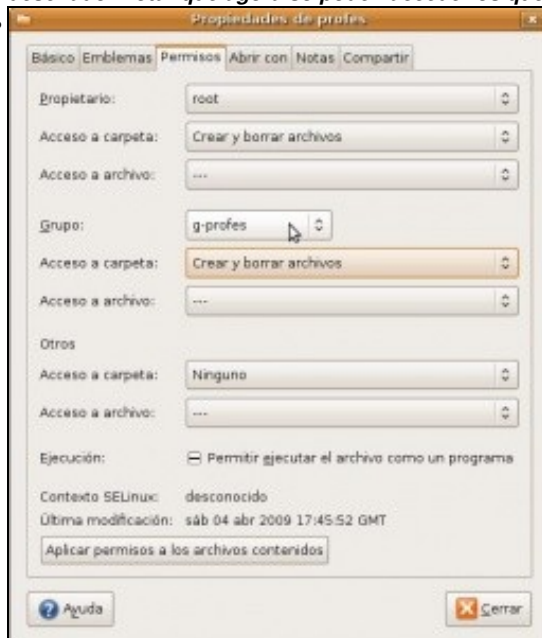 Propiedades de profes
Básico Emblemas Permisos Abrir con Notas Compartir
Propietario: root
Acceso a carpeta: Crear y borrar archivos
Acceso a archivo: ---
Grupo: g-profes
Acceso a carpeta: Crear y borrar archivos
Acceso a archivo: ---
Otros
Acceso a carpeta: Ninguno
Acceso a archivo: ---
Ejecución: Permitir ejecutar el archivo como un programa
Contexto SELinux: desconocido
Última modificación: sáb 04 abr 2009 17:45:52 GMT
Aplicar permisos a los archivos contenidos
Ayuda Cerrar